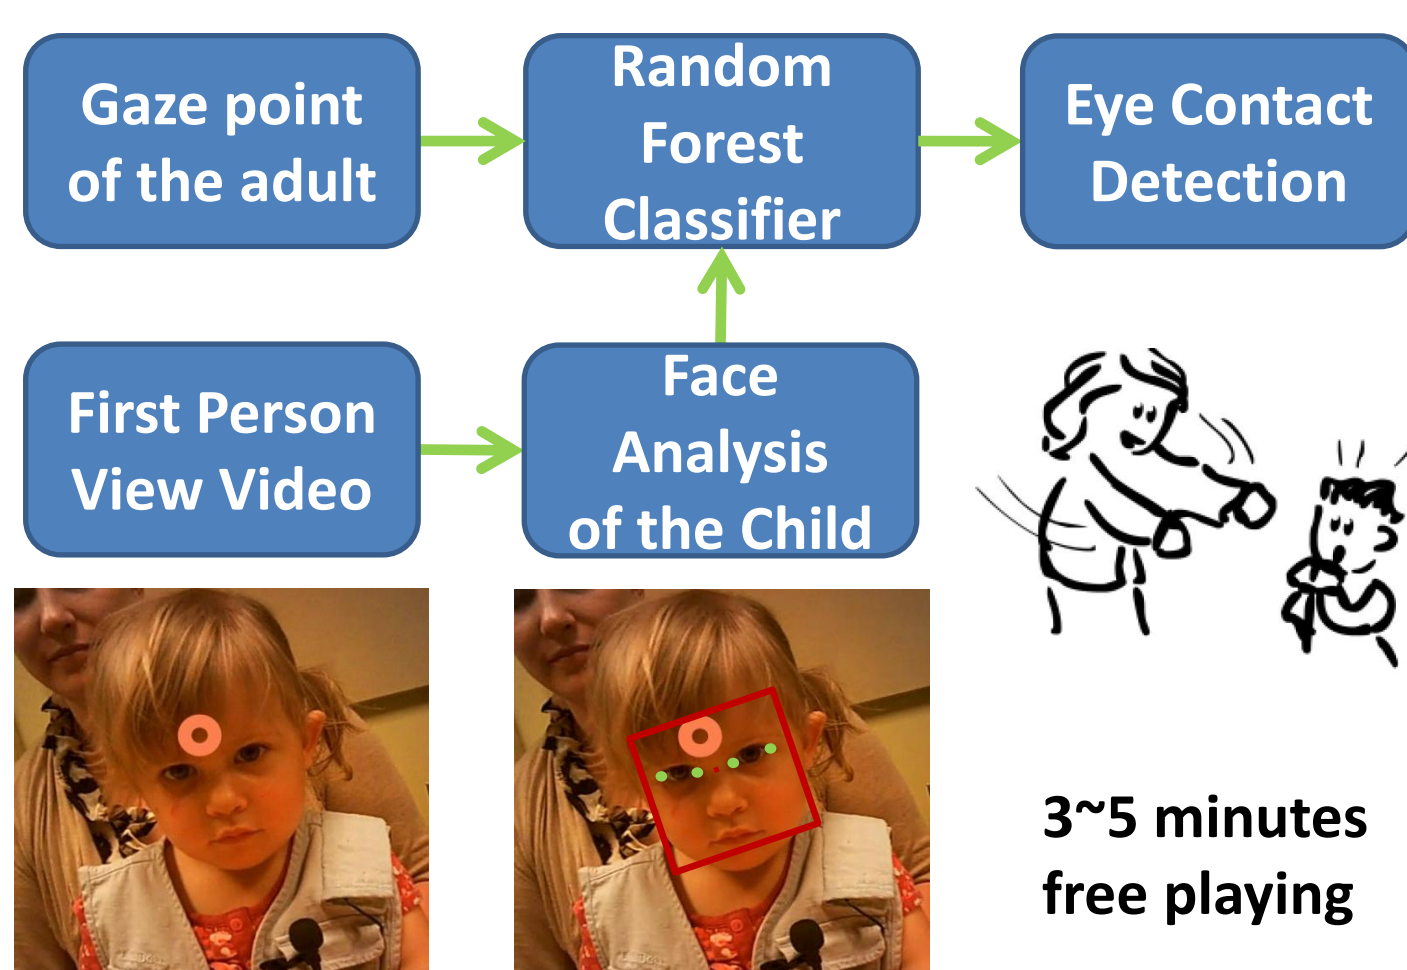 Gaze point
of the adult
Random
Forest
Classifier
Eye Contact
Detection
First Person
View Video
Face
Analysis
of the Child
3~5 minutes
free playing